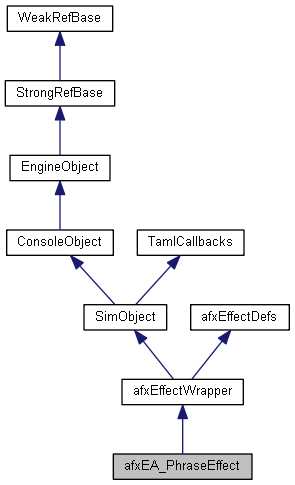 WeakRefBase
StrongRefBase
EngineObject
ConsoleObject
TamlCallbacks
SimObject
afxEffectDefs
afxEffectWrapper
afxEA_PhraseEffect